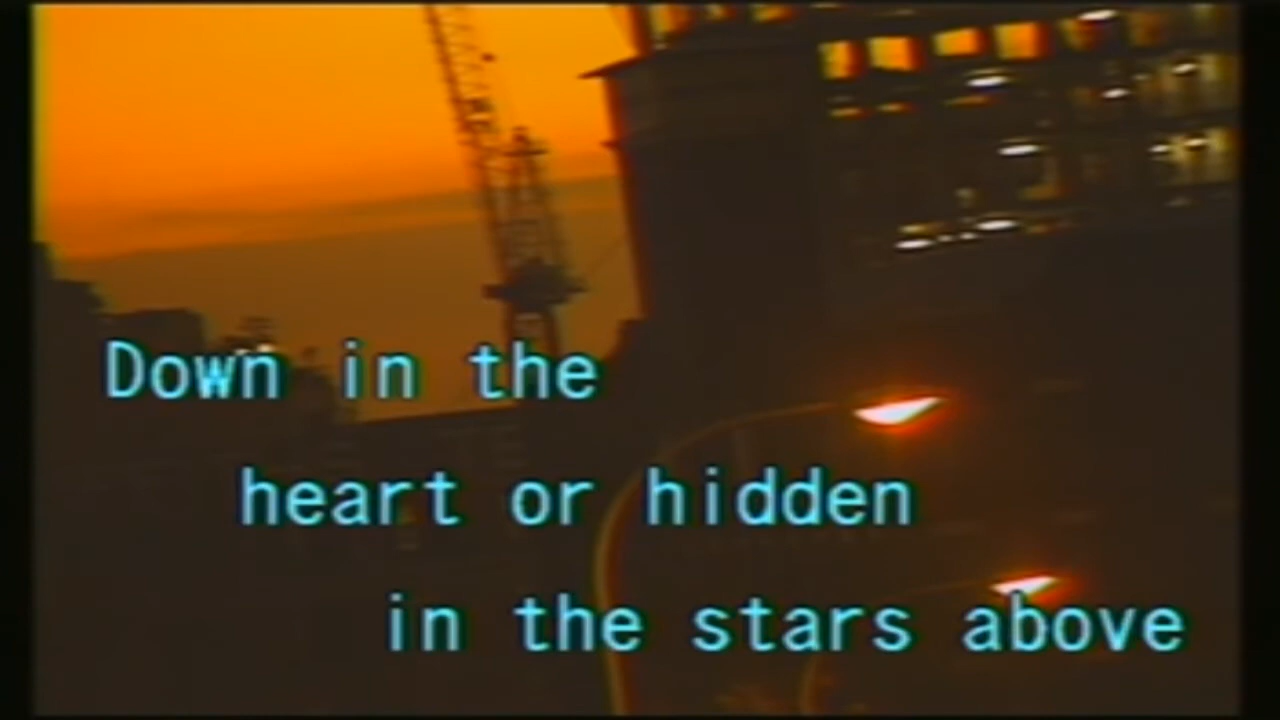 Down in the
heart or hidden
in the stars above